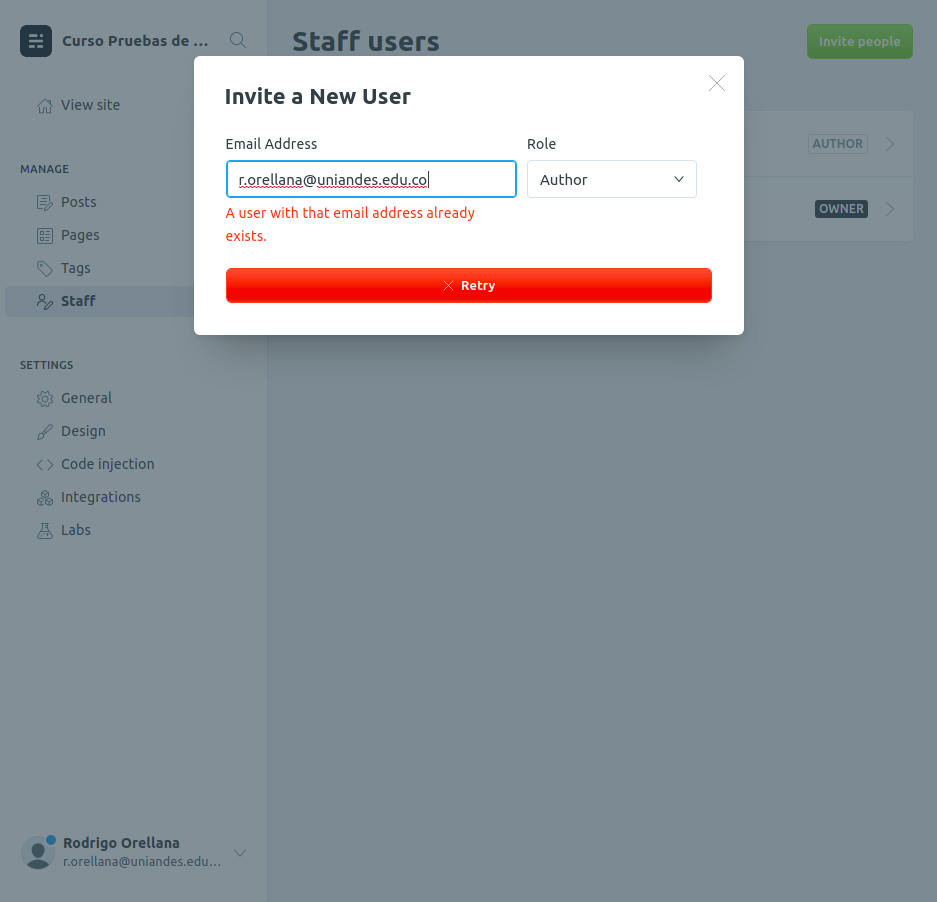 Curso Pruebas de ...
Staff users
Invite people
View site
MANAGE
Posts
Pages
Tags
Staff
SETTINGS
General
Design
Code injection
Integrations
Labs
Rodrigo Orellana
r.orellana@uniandes.edu...
AUTHOR
OWNER
Invite a New User
Email Address
Role
r.orellana@uniandes.edu.co
Author
A user with that email address already
exists.
Retry